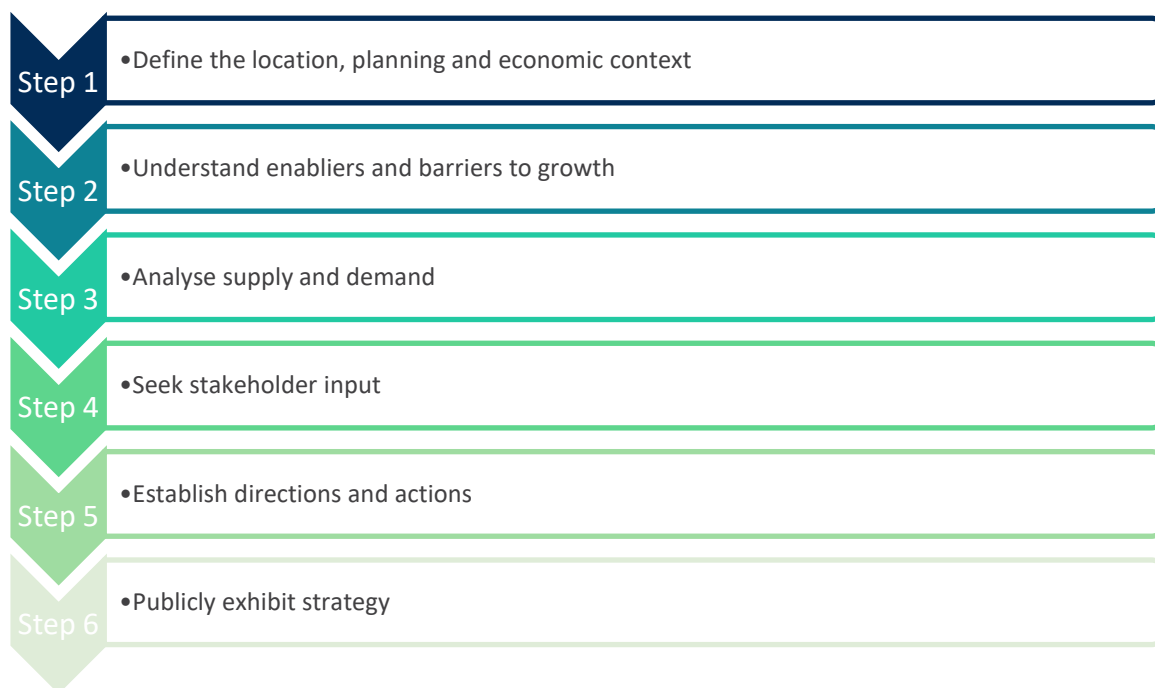 Step 1
•Define the location, planning and economic context
Step 2
•Understand enabliers and barriers to growth
Step 3
•Analyse supply and demand
Step 4
•Seek stakeholder input
Step 5
•Establish directions and actions
Step 6
•Publicly exhibit strategy